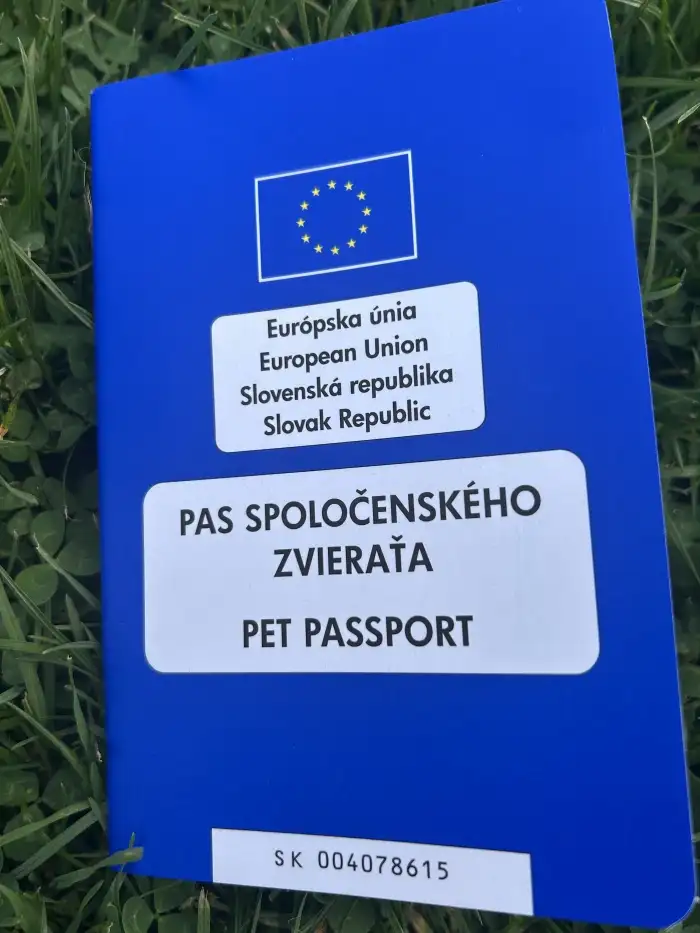 Európska únia
European Union
Slovenská republika
Slovak Republic
PAS SPOLOČENSKÉHO
ZVIERAŤA
PET PASSPORT
SK 004078615